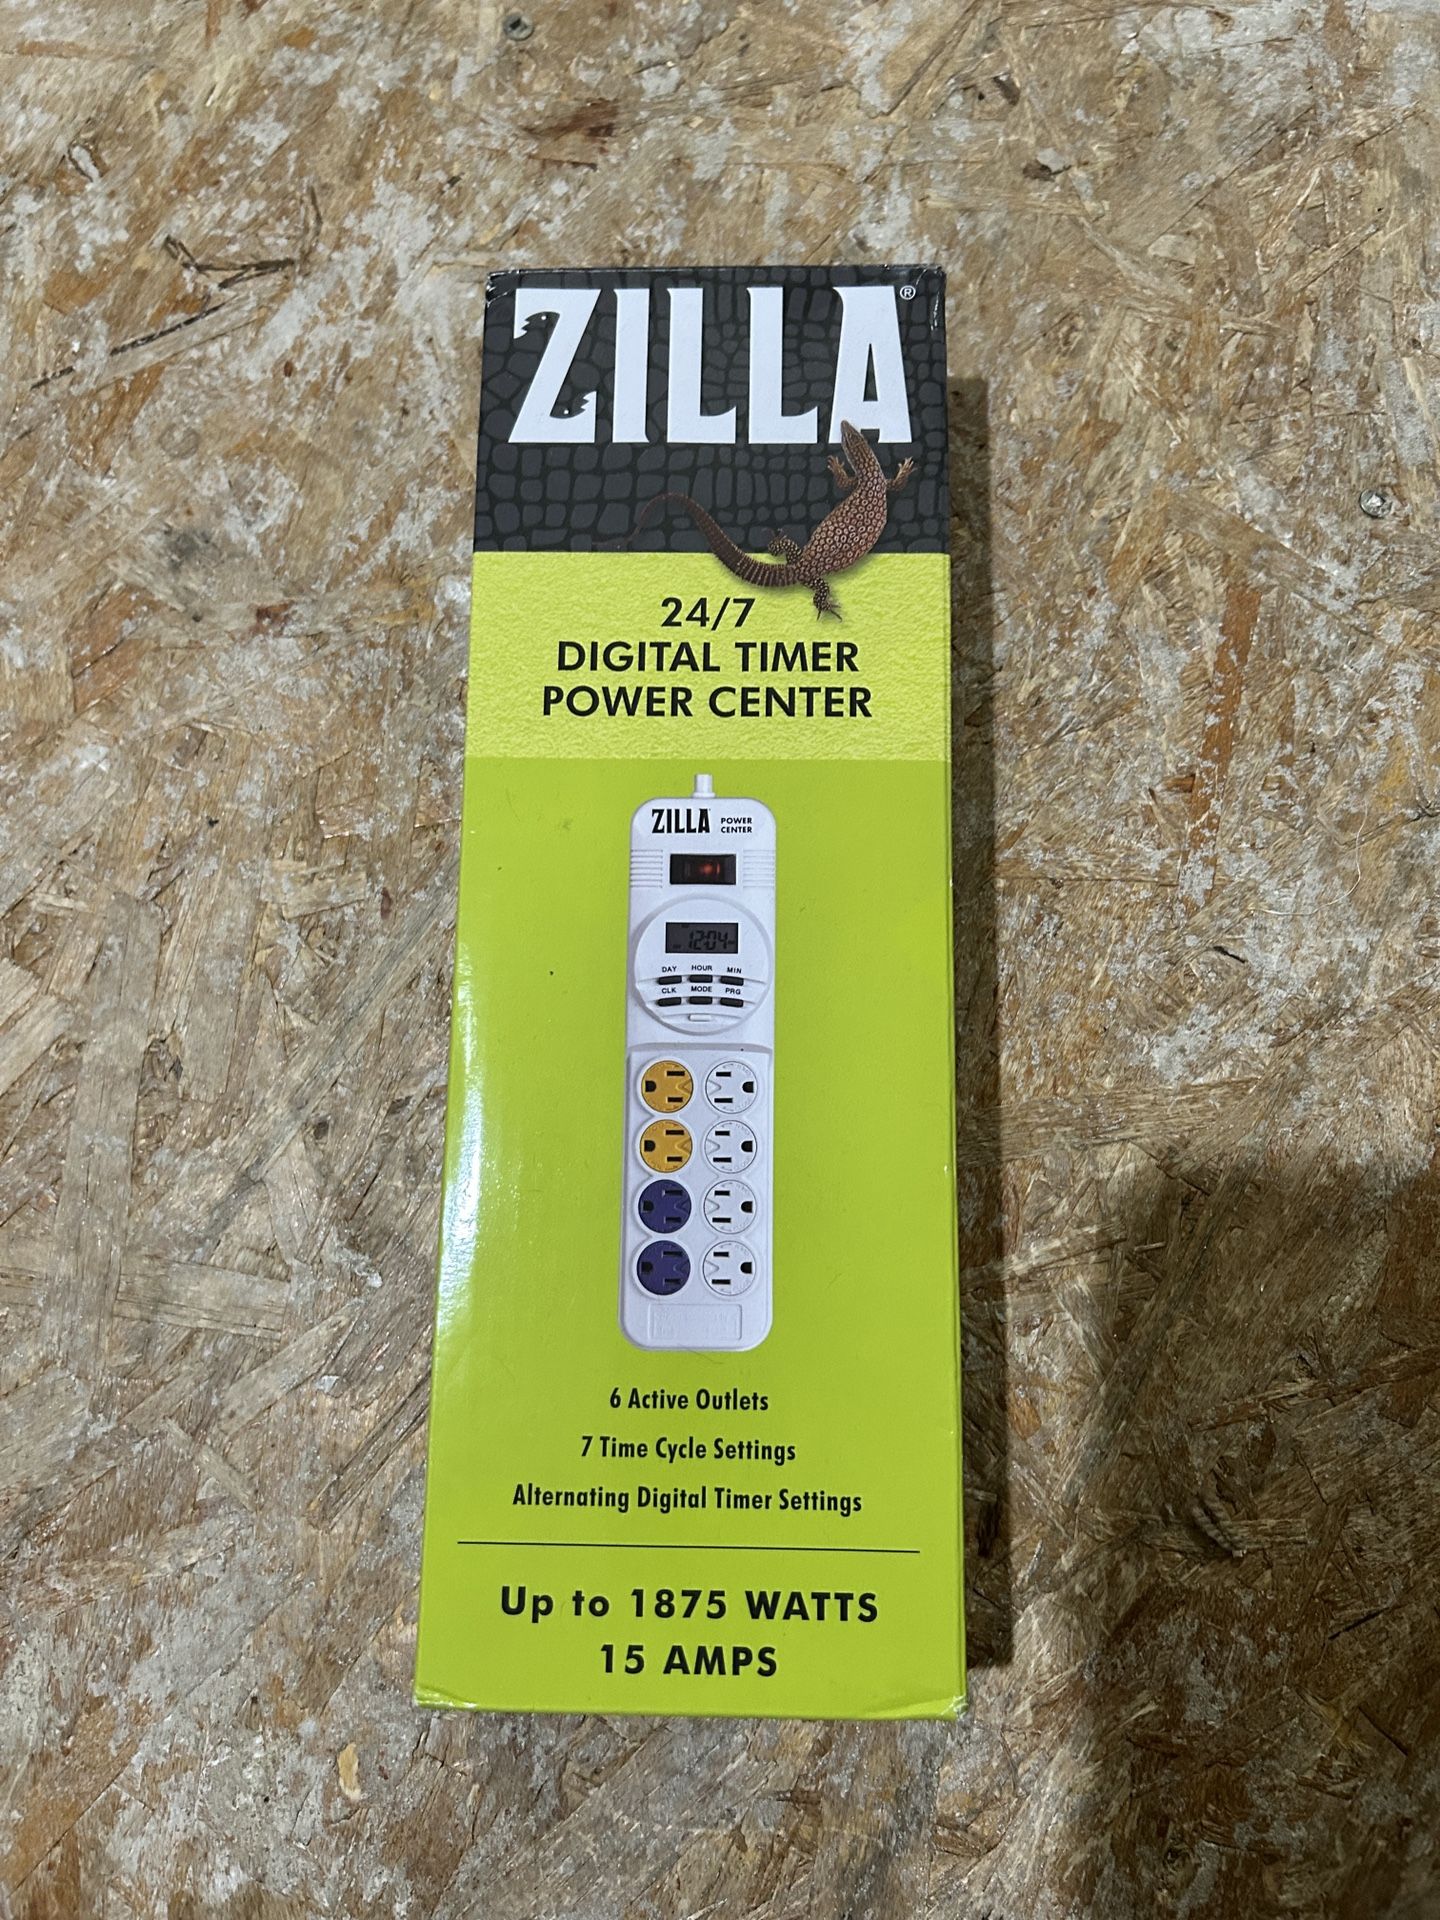 ZILLA®
24/7
DIGITAL TIMER
POWER CENTER
ZILLA POWER
CENTER
12:04
DAY HOUR MIN
CLK MODE PRG
6 Active Outlets
7 Time Cycle Settings
Alternating Digital Timer Settings
Up to 1875 WATTS
15 AMPS